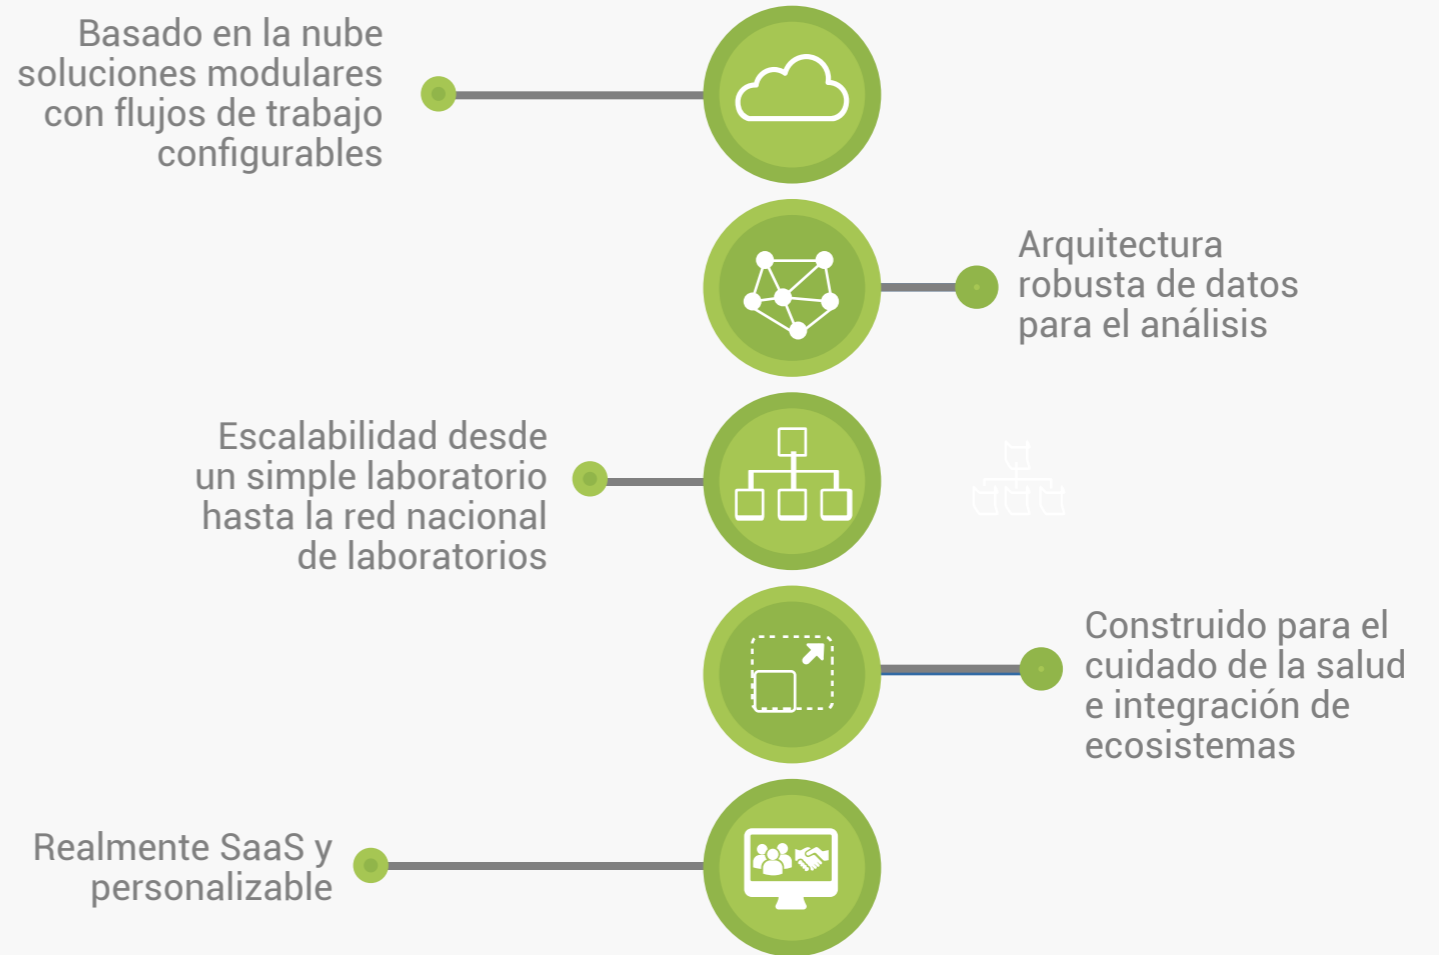 Basado en la nube
soluciones modulares
con flujos de trabajo
configurables
Arquitectura
robusta de datos
para el análisis
Escalabilidad desde
un simple laboratorio
hasta la red nacional
de laboratorios
Construido para el
cuidado de la salud
e integración de
ecosistemas
Realmente SaaS y
personalizable